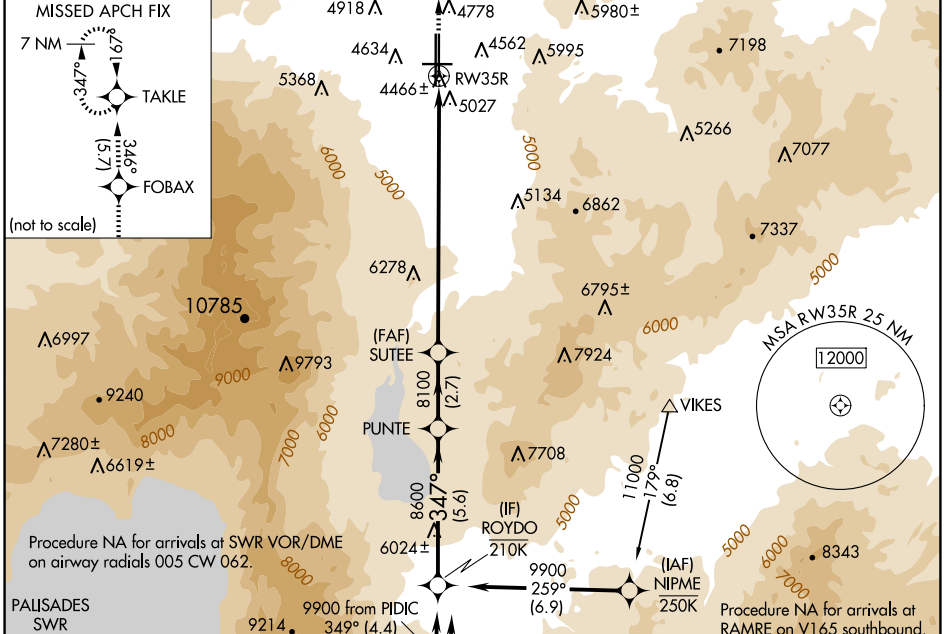 MISSED APCH FIX
7 NM
167°
347°
TAKLE
346°
(5.7)
FOBAX
(not to scale)
4918
4778
5980±
4634
4562
5995
7198
5368
4466±
RW35R
5027
5266
7077
6000
5000
5000
5134
6862
7337
6278
5000
10785
6795±
6000
MSA RW35R 25 NM
12000
6997
(FAF)
SUTEE
7924
9793
9000
8100
(2.7)
9240
VIKES
6000
PUNTE
8000
7000
7280±
6619±
7708
11000
179°
(6.8)
8600
347°
(5.6)
(IF)
ROYDO
210K
5000
6024±
Procedure NA for arrivals at SWR VOR/DME
on airway radials 005 CW 062.
5000
6000
7000
8343
8000
9900
259°
(6.9)
(IAF)
NIPME
250K
PALISADES
SWR
9214
9900 from PIDIC
349° (4.4)
Procedure NA for arrivals at
RAMRE on V165 southbound.